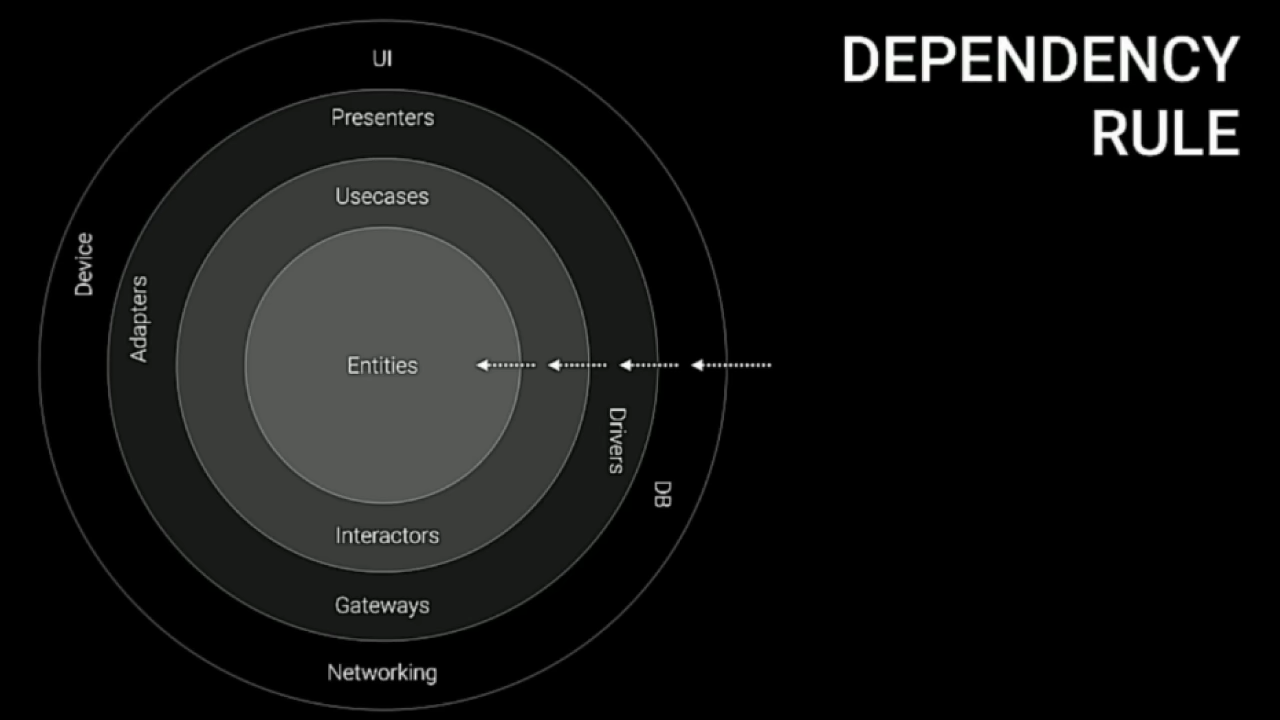 DEPENDENCY
RULE
UI
Presenters
Usecases
Device
Adapters
Entities
Drivers
DB
Interactors
Gateways
Networking